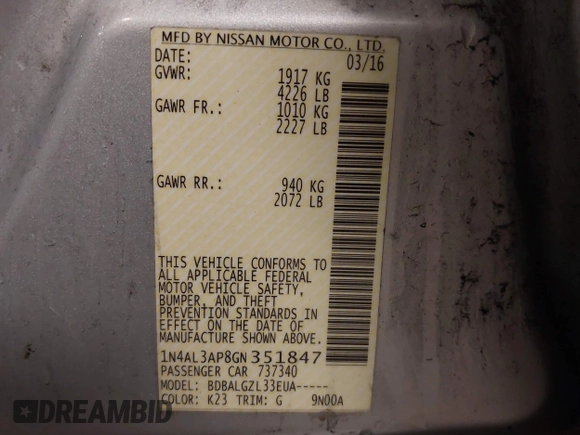 MFD BY NISSAN MOTOR CO., LTD.
DATE: 03/16
GVWR: 1917 KG
4226 LB
GAWR FR.: 1010 KG
2227 LB
GAWR RR.: 940 KG
2072 LB
THIS VEHICLE CONFORMS TO
ALL APPLICABLE FEDERAL
MOTOR VEHICLE SAFETY,
BUMPER, AND THEFT
PREVENTION STANDARDS IN
EFFECT ON THE DATE OF
MANUFACTURE SHOWN ABOVE.
1N4AL3AP8GN351847
PASSENGER CAR 737340
MODEL: BDBALGZL33EUA-----
COLOR: K23 TRIM: G 9N00A
DREAMBID